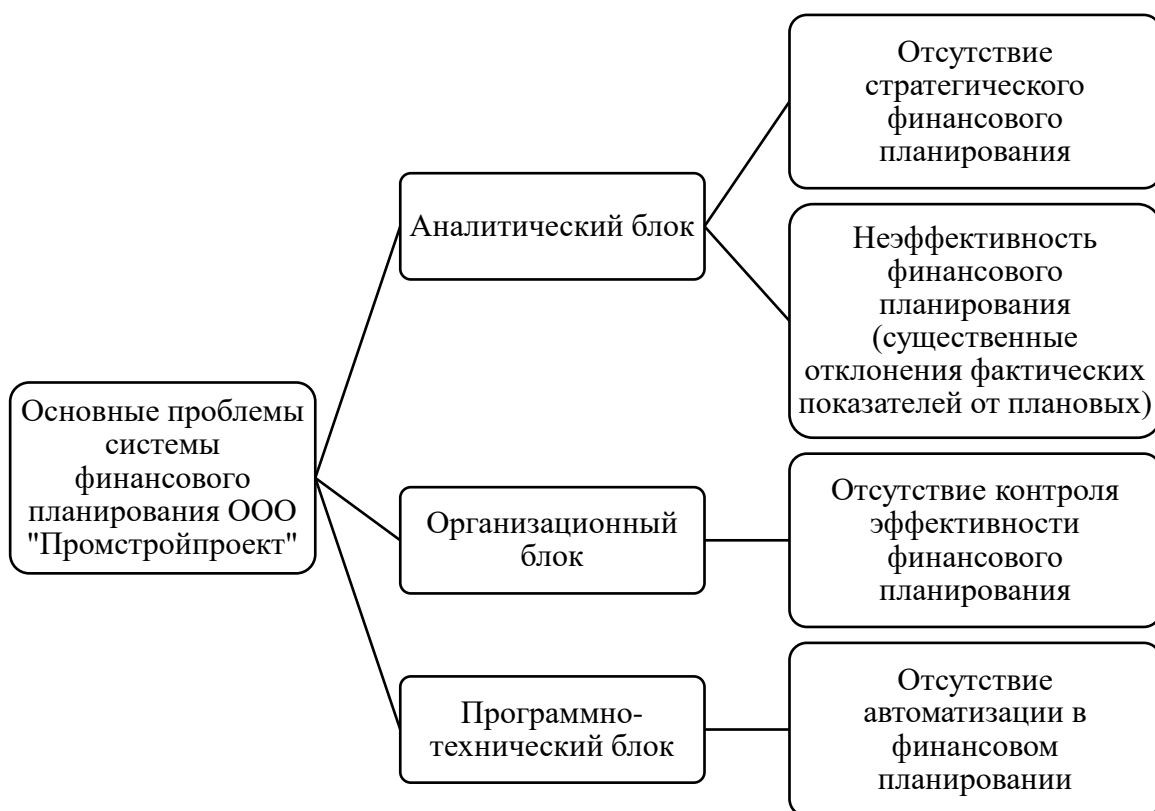 Основные проблемы
системы
финансового
планирования ООО
"Промстройпроект"
Аналитический блок
Отсутствие
стратегического
финансового
планирования
Неэффективность
финансового
планирования
(существенные
отклонения фактических
показателей от плановых)
Организационный
блок
Отсутствие контроля
эффективности
финансового
планирования
Программно-
технический блок
Отсутствие
автоматизации в
финансовом
планировании